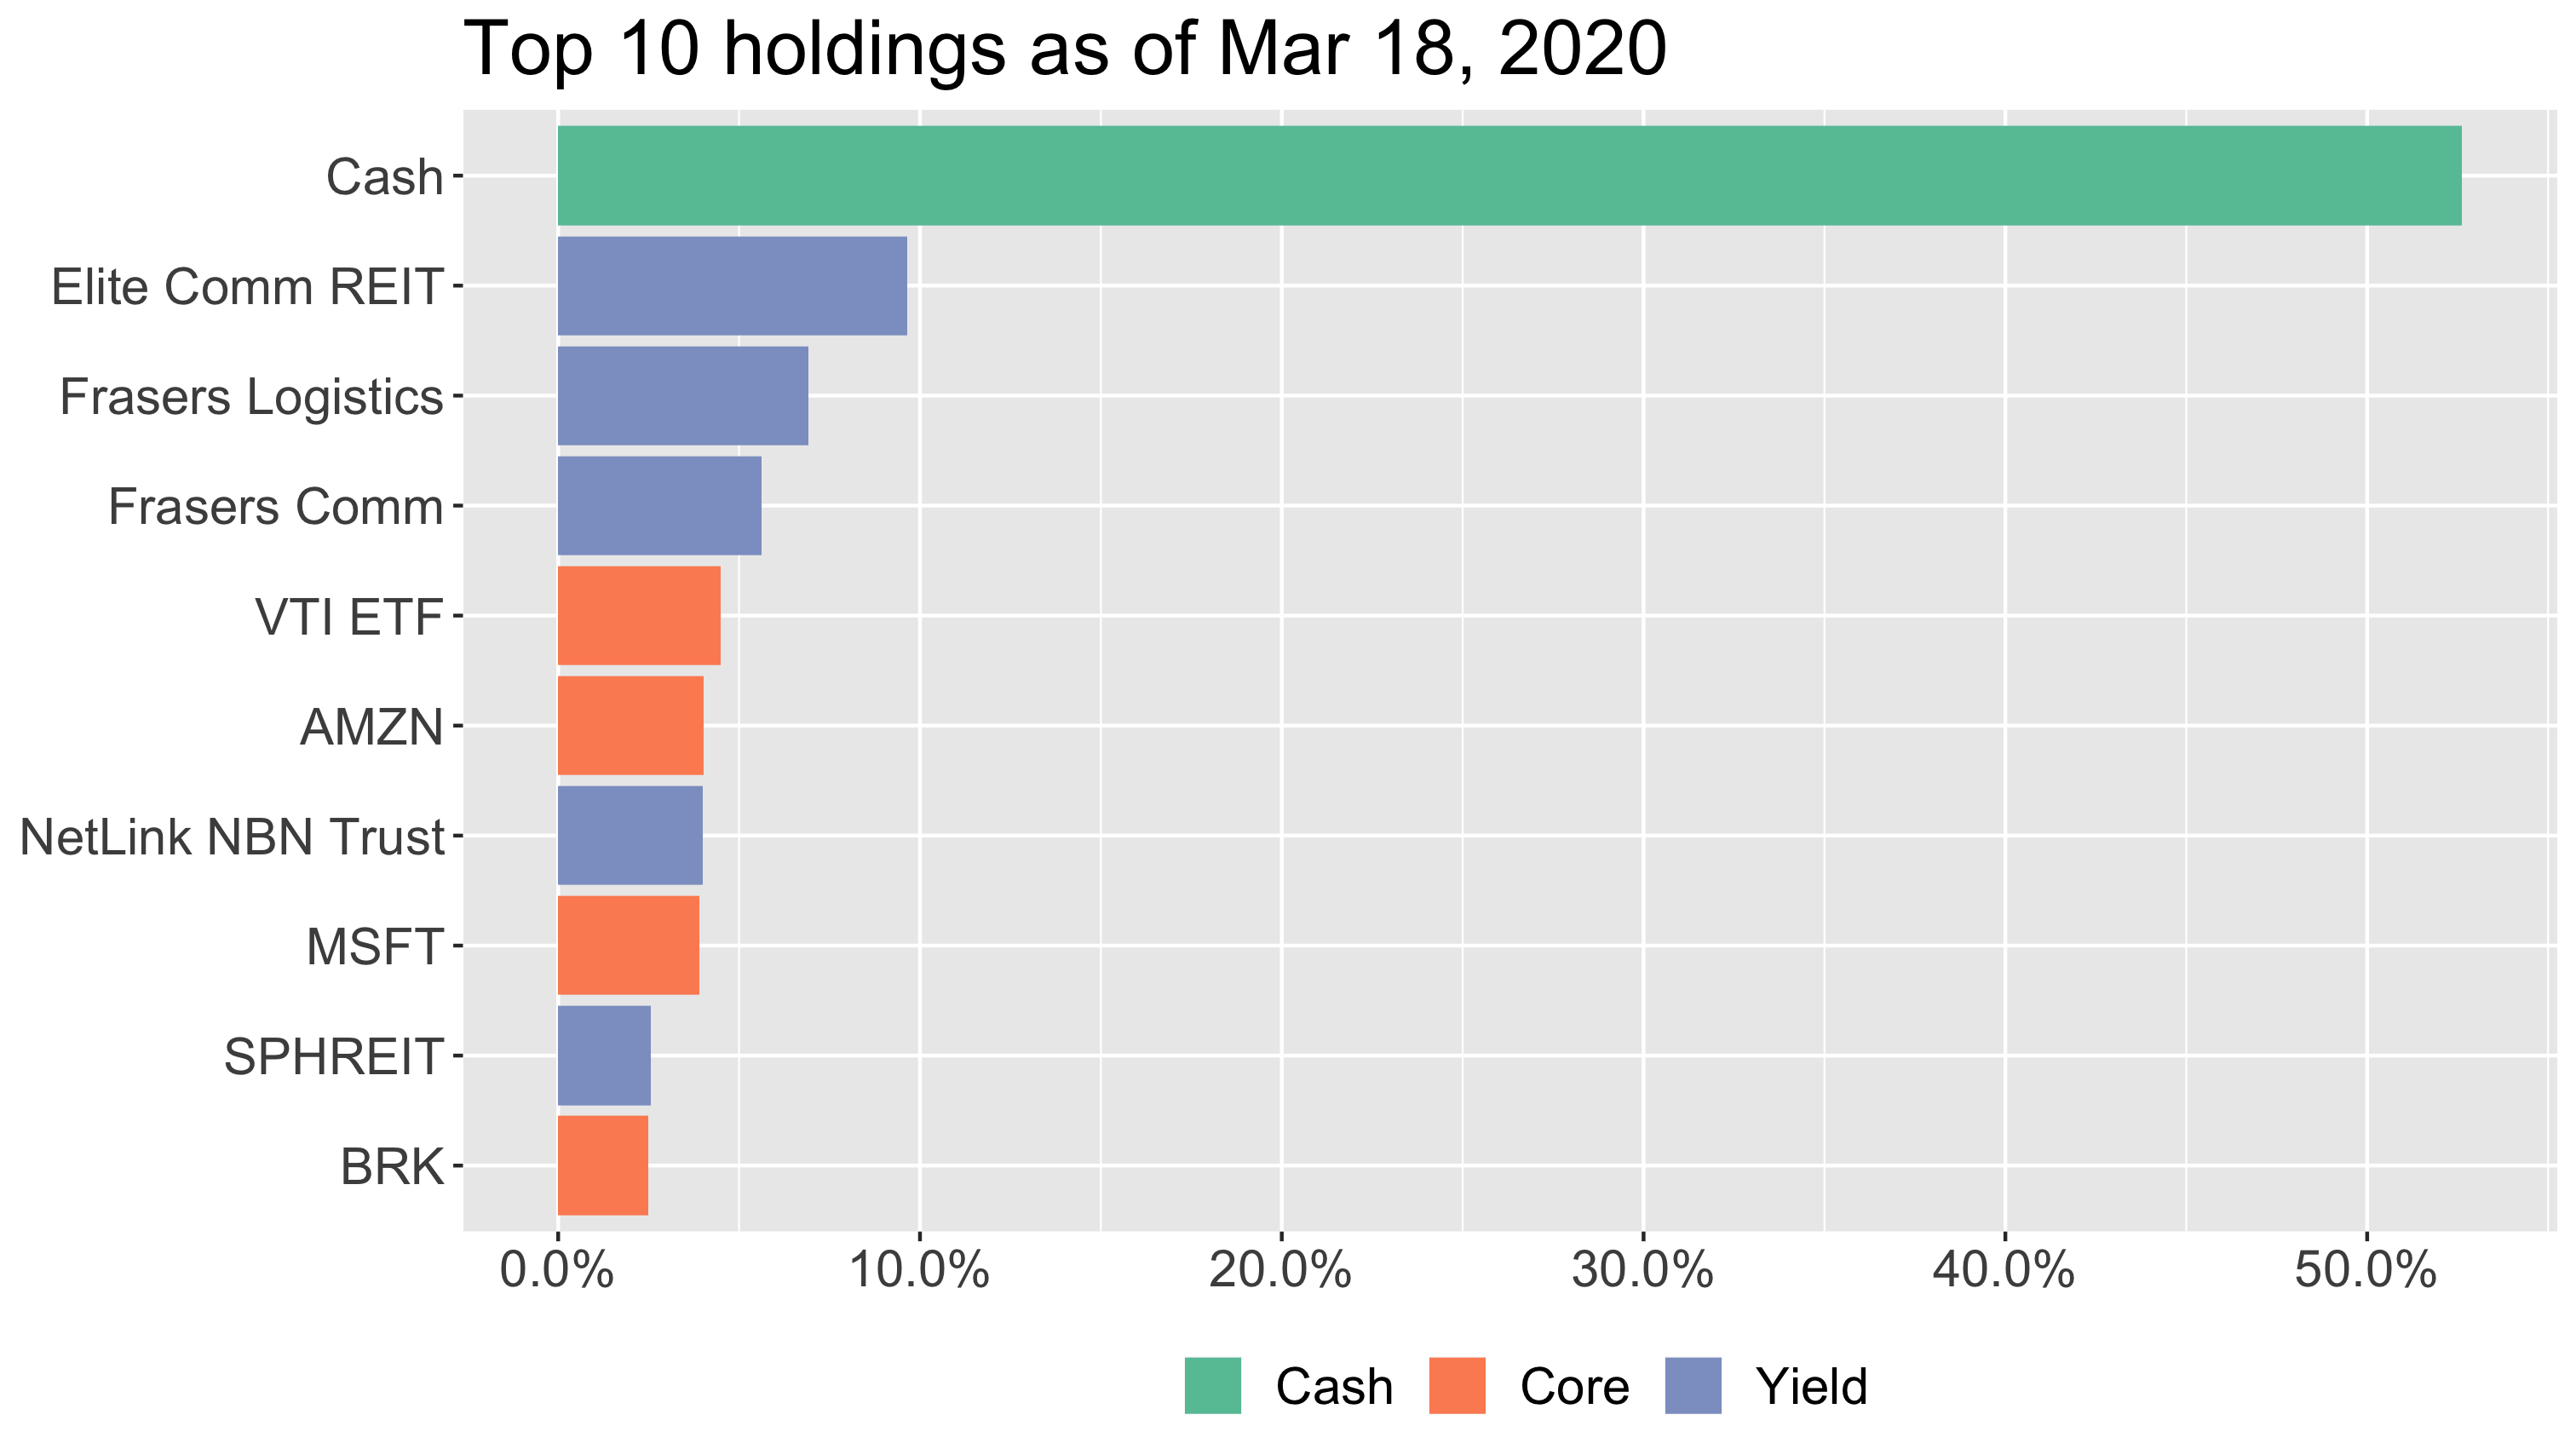 Top 10 holdings as of Mar 18, 2020
Cash
Elite Comm REIT
Frasers Logistics
Frasers Comm
VTI ETF
AMZN
NetLink NBN Trust
MSFT
SPHREIT
BRK
0.0% 10.0% 20.0% 30.0% 40.0% 50.0%
Cash Core Yield